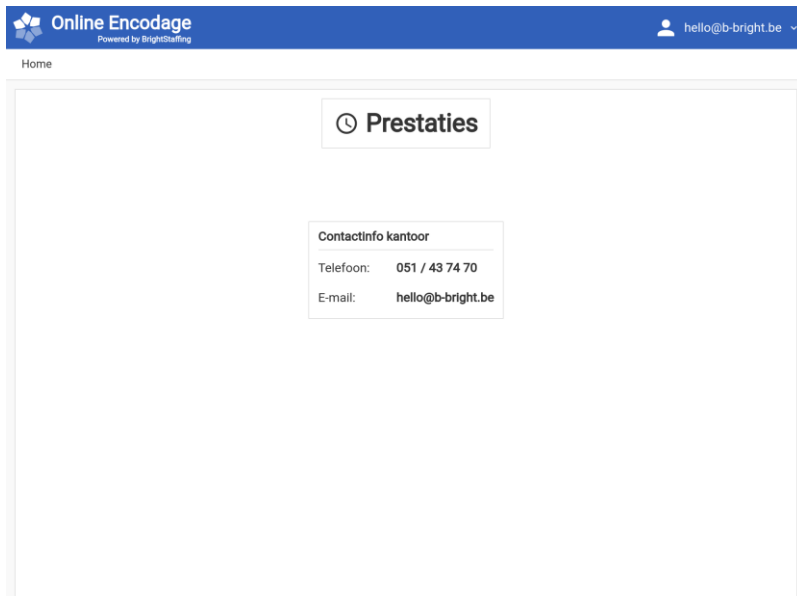 Online Encodage
Powered by BrightStaffing
hello@b-bright.be
Home
Prestaties
Contactinfo kantoor
Telefoon: 051 / 43 74 70
E-mail: hello@b-bright.be